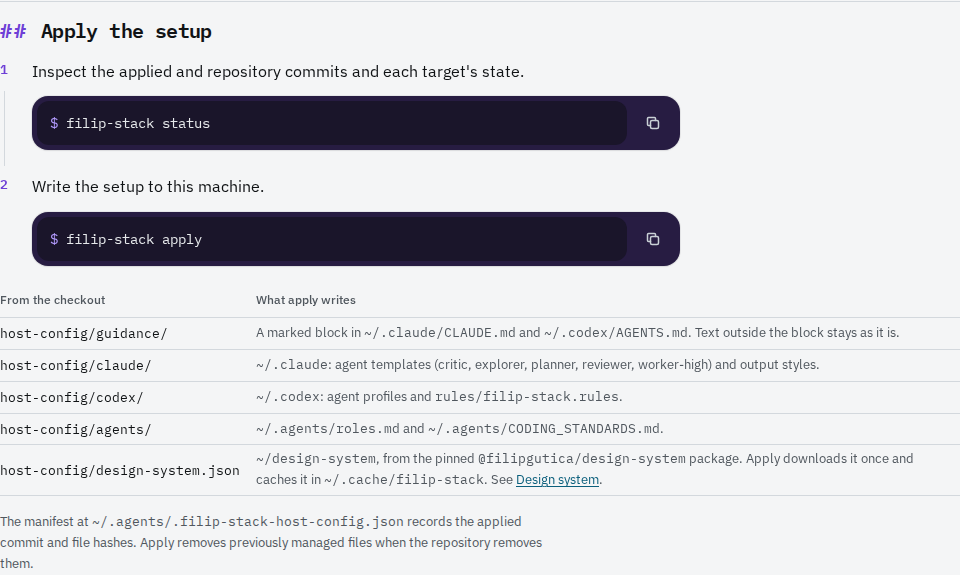 ## Apply the setup
1 Inspect the applied and repository commits and each target's state.
$ filip-stack status
2 Write the setup to this machine.
$ filip-stack apply
From the checkout What apply writes
host-config/guidance/ A marked block in ~/.claude/CLAUDE.md and ~/.codex/AGENTS.md. Text outside the block stays as it is.
host-config/claude/ ~/.claude: agent templates (critic, explorer, planner, reviewer, worker-high) and output styles.
host-config/codex/ ~/.codex: agent profiles and rules/filip-stack.rules.
host-config/agents/ ~/.agents/roles.md and ~/.agents/CODING_STANDARDS.md.
host-config/design-system.json ~/design-system, from the pinned @filipgutica/design-system package. Apply downloads it once and
caches it in ~/.cache/filip-stack. See Design system.
The manifest at ~/.agents/.filip-stack-host-config.json records the applied
commit and file hashes. Apply removes previously managed files when the repository removes
them.